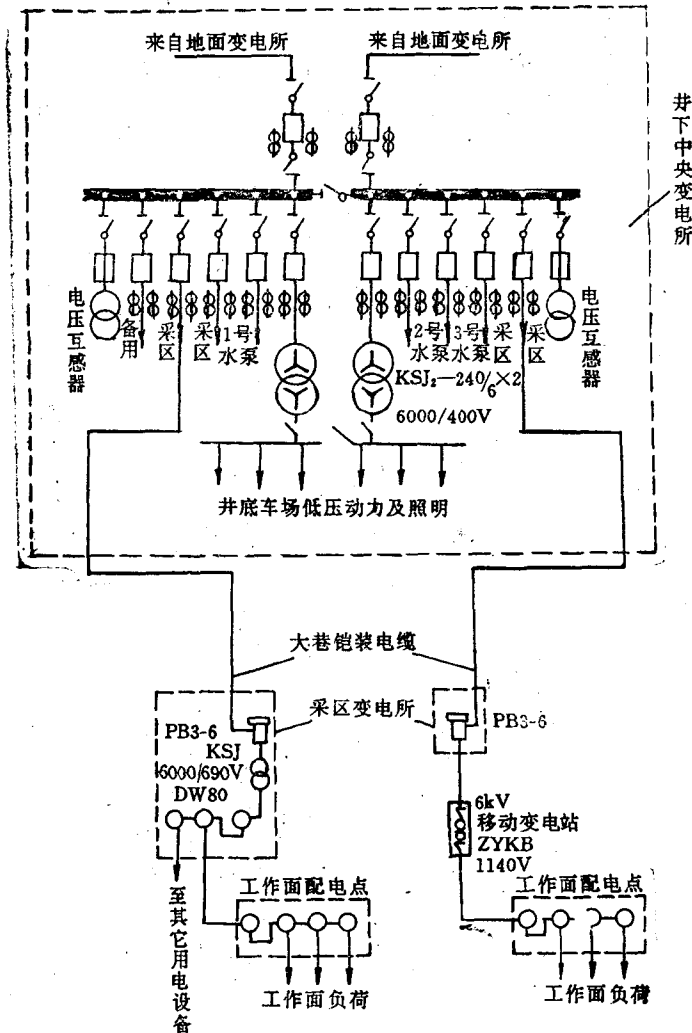 来自地面变电所
来自地面变电所
井下中央变电所
电压互感器
备用
采区
采区
1号水泵
2号水泵
3号水泵
采区
采区
电压互感器
KSJ₂—240/6×2
6000/400V
井底车场低压动力及照明
大巷铠装电缆
采区变电所
PB3-6
KSJ
6000/690V
DW80
PB3-6
6kV
移动变电站
ZYKB
1140V
工作面配电点
工作面配电点
至其它用电设备
工作面负荷
工作面负荷